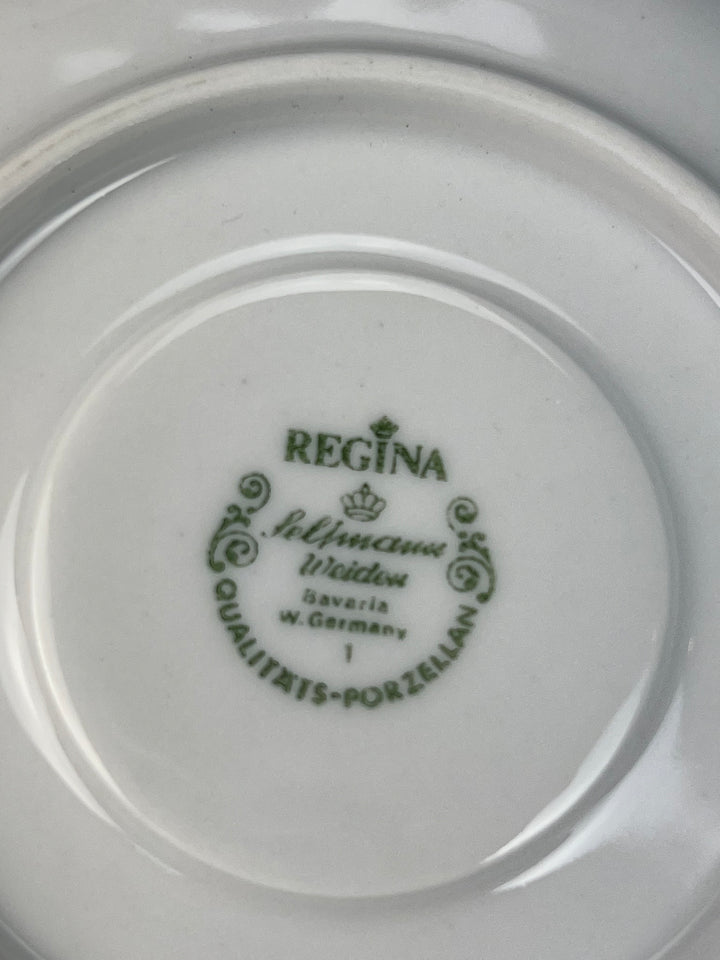 REGINA
Seltmann
Weiden
Bavaria
W. Germany
1
QUALITÄTS-PORZELLAN